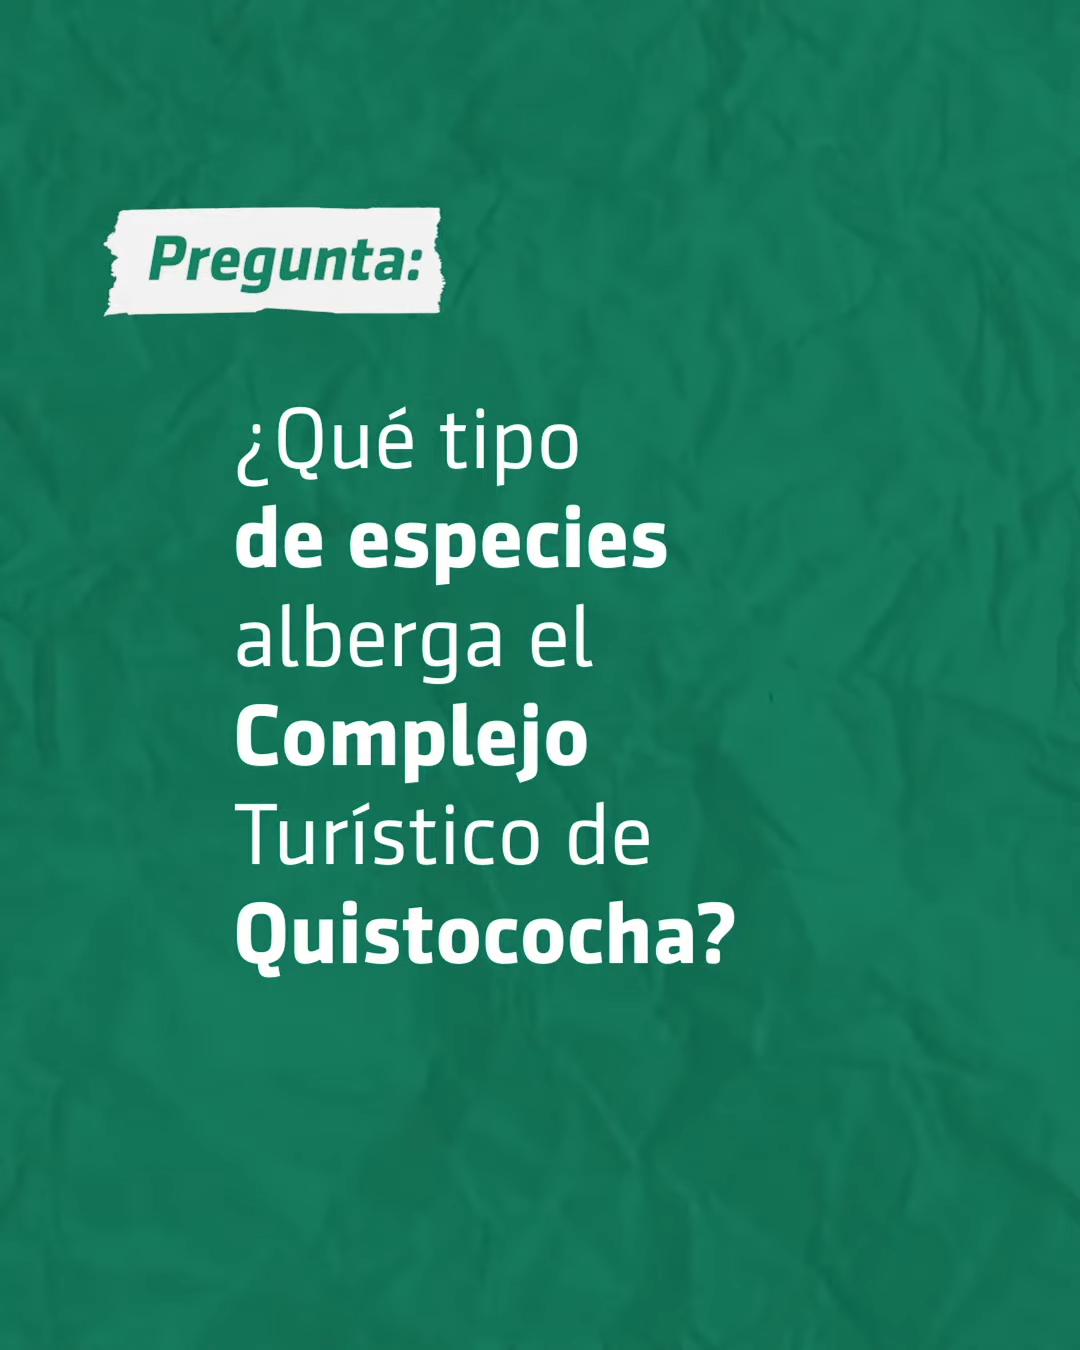 Pregunta:
¿Qué tipo
de especies
alberga el
Complejo
Turístico de
Quistococha?